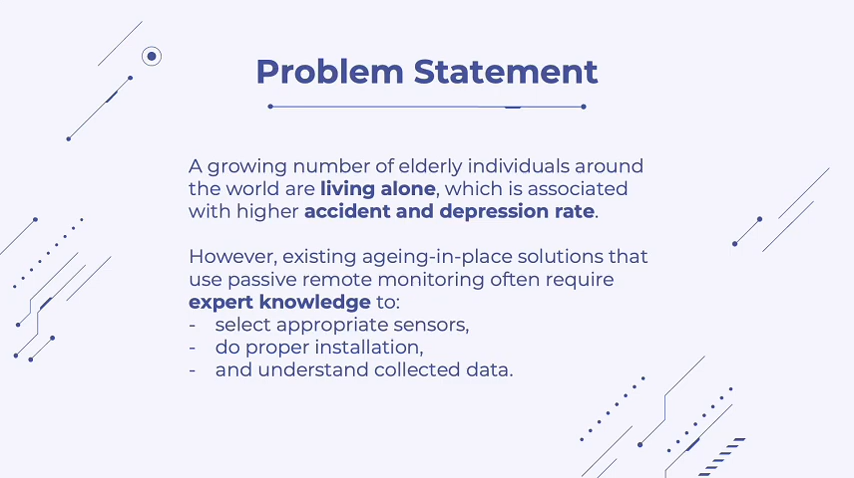 Problem Statement
A growing number of elderly individuals around
the world are living alone, which is associated
with higher accident and depression rate.
However, existing ageing-in-place solutions that
use passive remote monitoring often require
expert knowledge to:
- select appropriate sensors,
- do proper installation,
- and understand collected data.